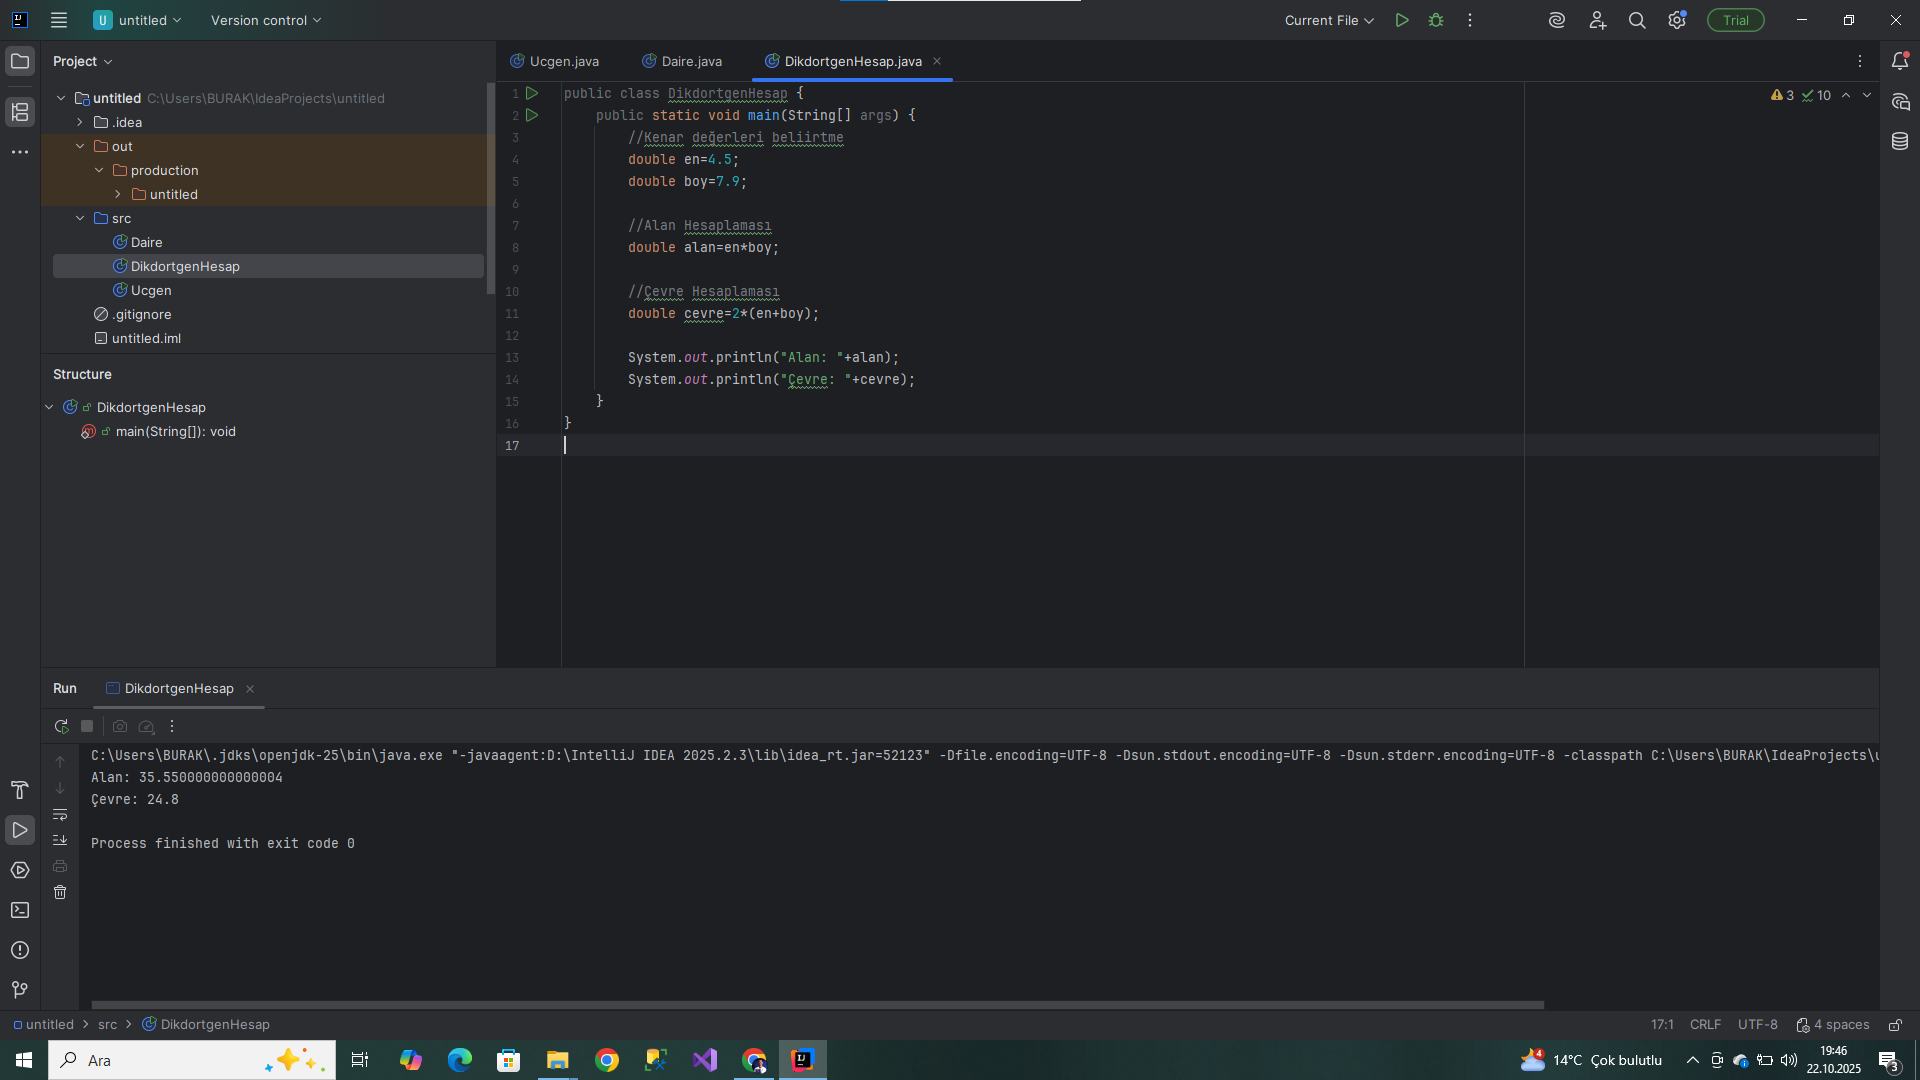 U untitled Version control Current File Trial
Project
Ucgen.java Daire.java DikdortgenHesap.java
untitled C:\Users\BURAK\IdeaProjects\untitled
.idea
out
production
untitled
src
Daire
DikdortgenHesap
Ucgen
.gitignore
untitled.iml
Structure
DikdortgenHesap
main(String[]): void
3 10
1 public class DikdortgenHesap {
2 public static void main(String[] args) {
3 //Kenar değerleri beliirtme
4 double en=4.5;
5 double boy=7.9;
6
7 //Alan Hesaplaması
8 double alan=en*boy;
9
10 //Çevre Hesaplaması
11 double cevre=2*(en+boy);
12
13 System.out.println("Alan: "+alan);
14 System.out.println("Çevre: "+cevre);
15 }
16 }
17
Run DikdortgenHesap
C:\Users\BURAK\.jdks\openjdk-25\bin\java.exe "-javaagent:D:\IntelliJ IDEA 2025.2.3\lib\idea_rt.jar=52123" -Dfile.encoding=UTF-8 -Dsun.stdout.encoding=UTF-8 -Dsun.stderr.encoding=UTF-8 -classpath C:\Users\BURAK\IdeaProjects\u
Alan: 35.550000000000004
Çevre: 24.8
Process finished with exit code 0
untitled > src > DikdortgenHesap 17:1 CRLF UTF-8 4 spaces
Ara
4 14°C Çok bulutlu
19:46
22.10.2025
3